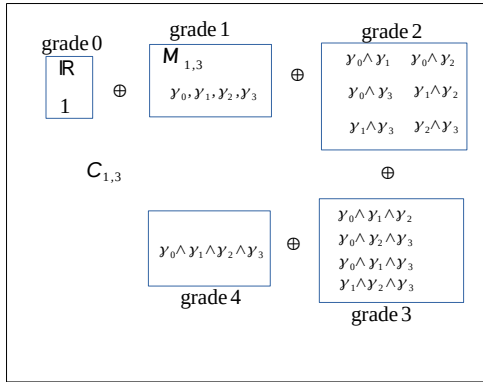 grade 0
ℝ
1
⊕
grade 1
M₁,₃
γ₀, γ₁, γ₂, γ₃
⊕
grade 2
γ₀∧γ₁ γ₀∧γ₂
γ₀∧γ₃ γ₁∧γ₂
γ₁∧γ₃ γ₂∧γ₃
⊕
C₁,₃
grade 3
γ₀∧γ₁∧γ₂
γ₀∧γ₂∧γ₃
γ₀∧γ₁∧γ₃
γ₁∧γ₂∧γ₃
⊕
γ₀∧γ₁∧γ₂∧γ₃
grade 4